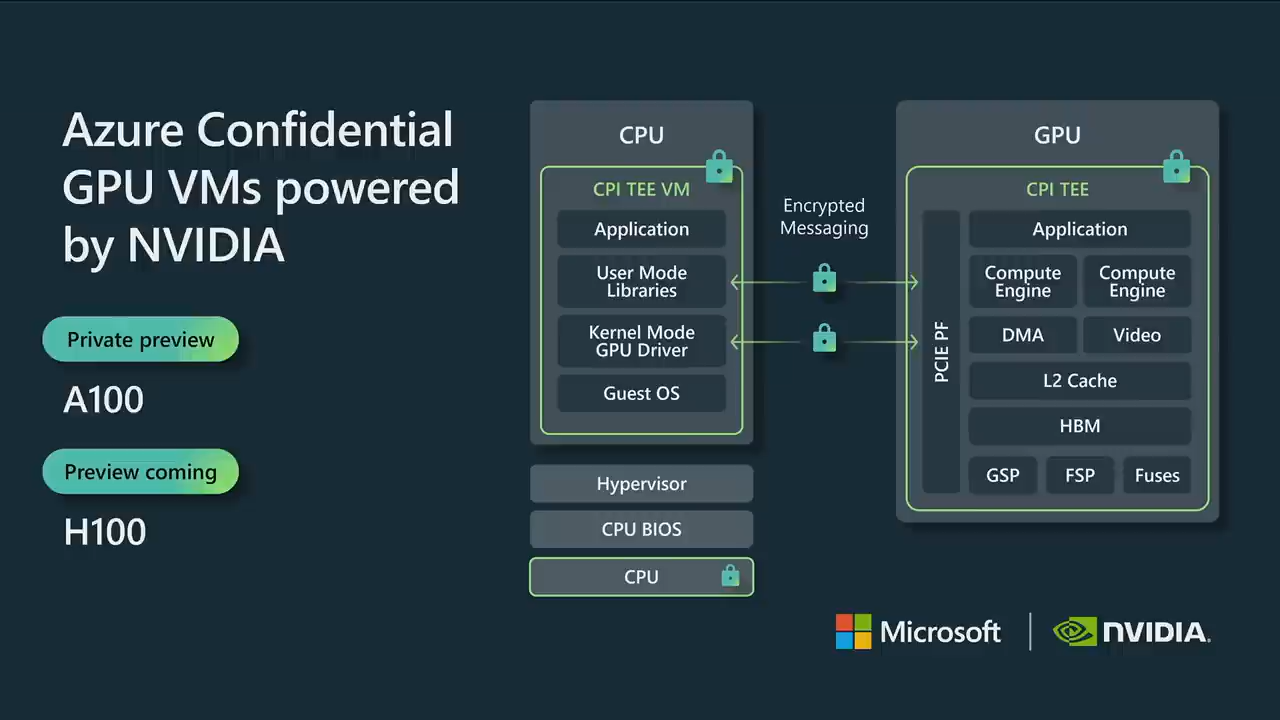 Azure Confidential
GPU VMs powered
by NVIDIA
Private preview
A100
Preview coming
H100
CPU
CPI TEE VM
Application
User Mode
Libraries
Kernel Mode
GPU Driver
Guest OS
Hypervisor
CPU BIOS
CPU
Encrypted
Messaging
GPU
CPI TEE
PCIE PF
Application
Compute
Engine
Compute
Engine
DMA
Video
L2 Cache
HBM
GSP
FSP
Fuses
Microsoft
NVIDIA.